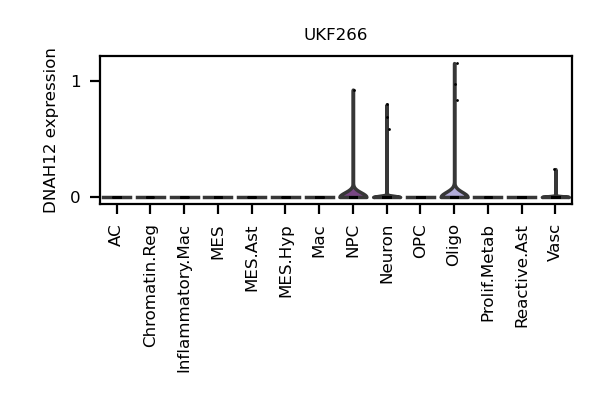 UKF266
DNAH12 expression
1
0
AC
Chromatin.Reg
Inflammatory.Mac
MES
MES.Ast
MES.Hyp
Mac
NPC
Neuron
OPC
Oligo
Prolif.Metab
Reactive.Ast
Vasc